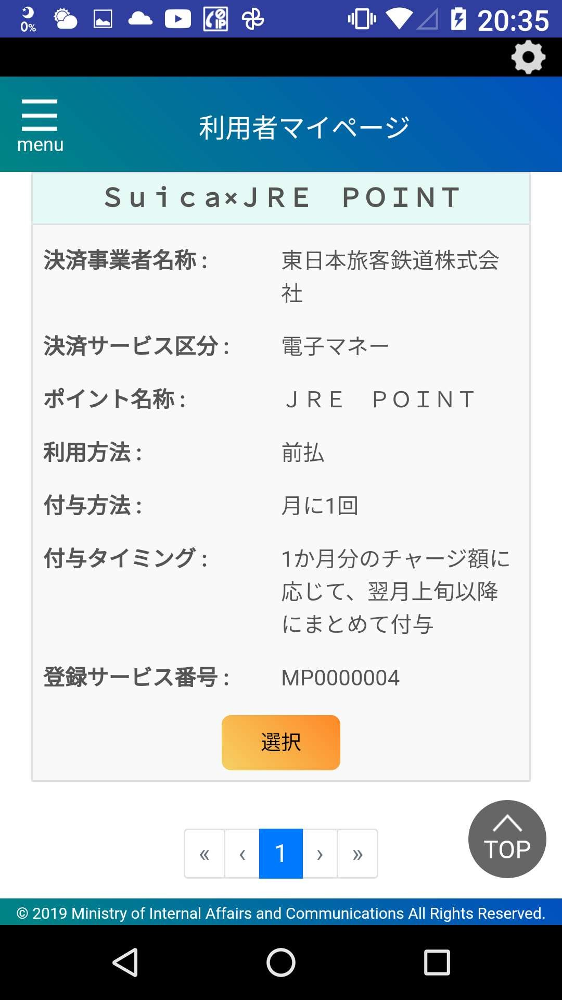 0%
20:35
menu
利用者マイページ
Ｓｕｉｃａ×ＪＲＥ　ＰＯＩＮＴ
決済事業者名称 :
東日本旅客鉄道株式会
社
決済サービス区分 :
電子マネー
ポイント名称 :
ＪＲＥ　ＰＯＩＮＴ
利用方法 :
前払
付与方法 :
月に1回
付与タイミング :
1か月分のチャージ額に
応じて、翌月上旬以降
にまとめて付与
登録サービス番号 :
MP0000004
選択
« ‹ 1 › »
TOP
© 2019 Ministry of Internal Affairs and Communications All Rights Reserved.